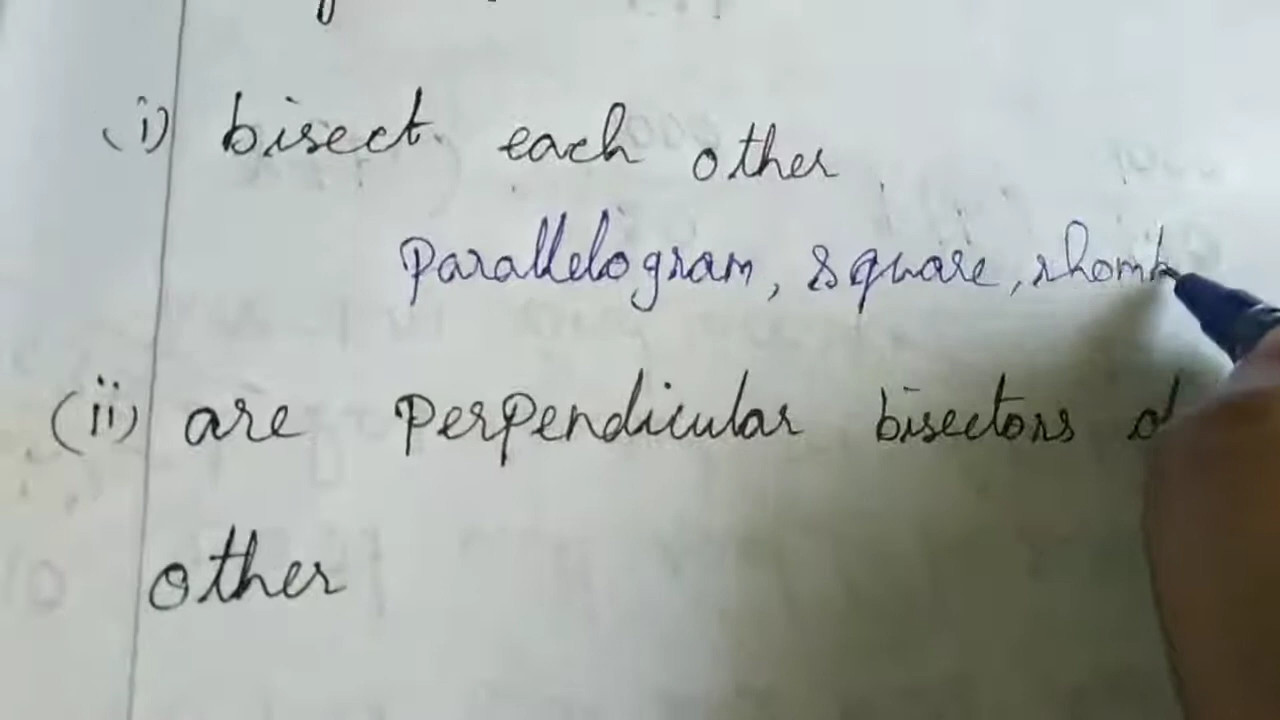 (i) bisect each other
Parallelogram, square, rhomb
(ii) are perpendicular bisectors
other